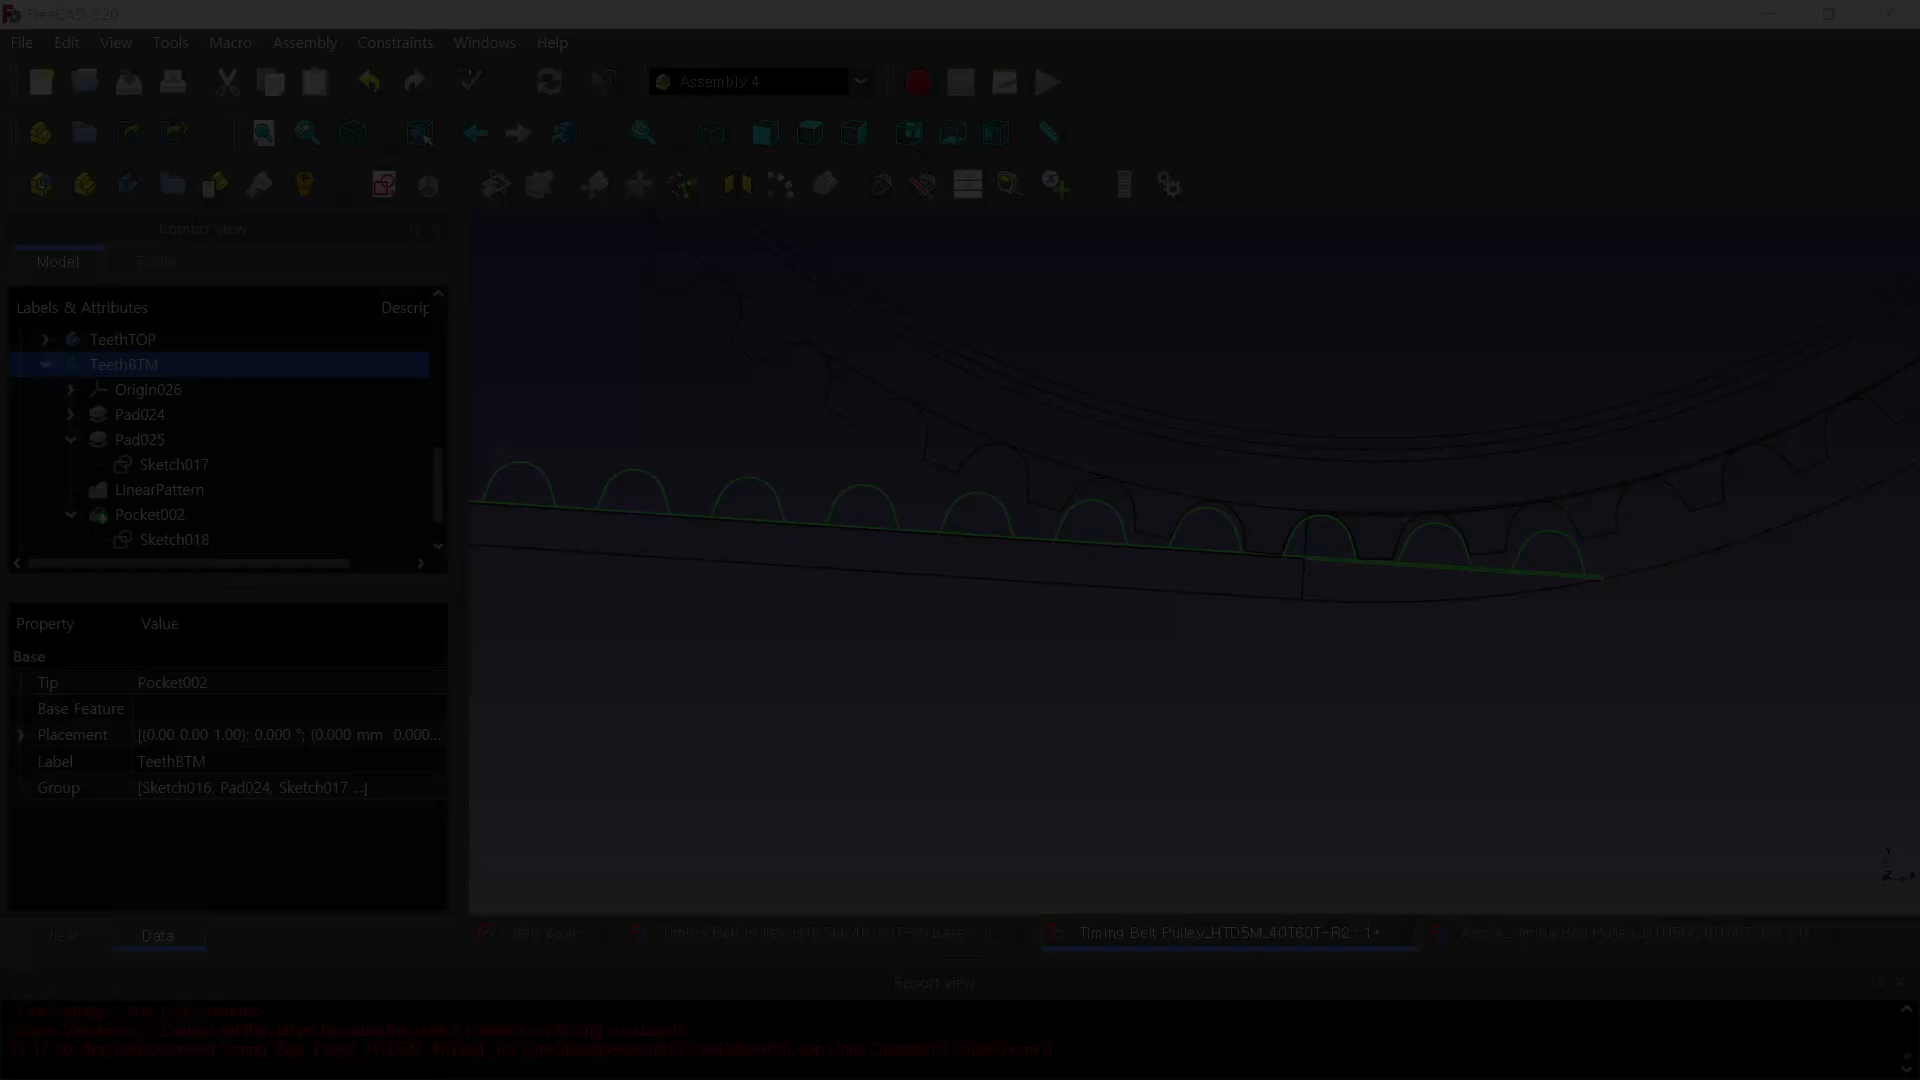 FreeCAD 0.20
File Edit View Tools Macro Assembly Constraints Windows Help
Assembly 4
Kombo View
Model Tasks
Labels & Attributes Descrip
TeethTOP
TeethBTM
Origin026
Pad024
Pad025
Sketch017
LinearPattern
Pocket002
Sketch018
Property Value
Base
Tip Pocket002
Base Feature
Placement [(0.00 0.00 1.00); 0.000 °; (0.000 mm 0.000...
Label TeethBTM
Group [Sketch016, Pad024, Sketch017 ...]
View Data
Start page
Timing Belt Pulley_HTD5M_40T60T-R2 : 1*
Report view